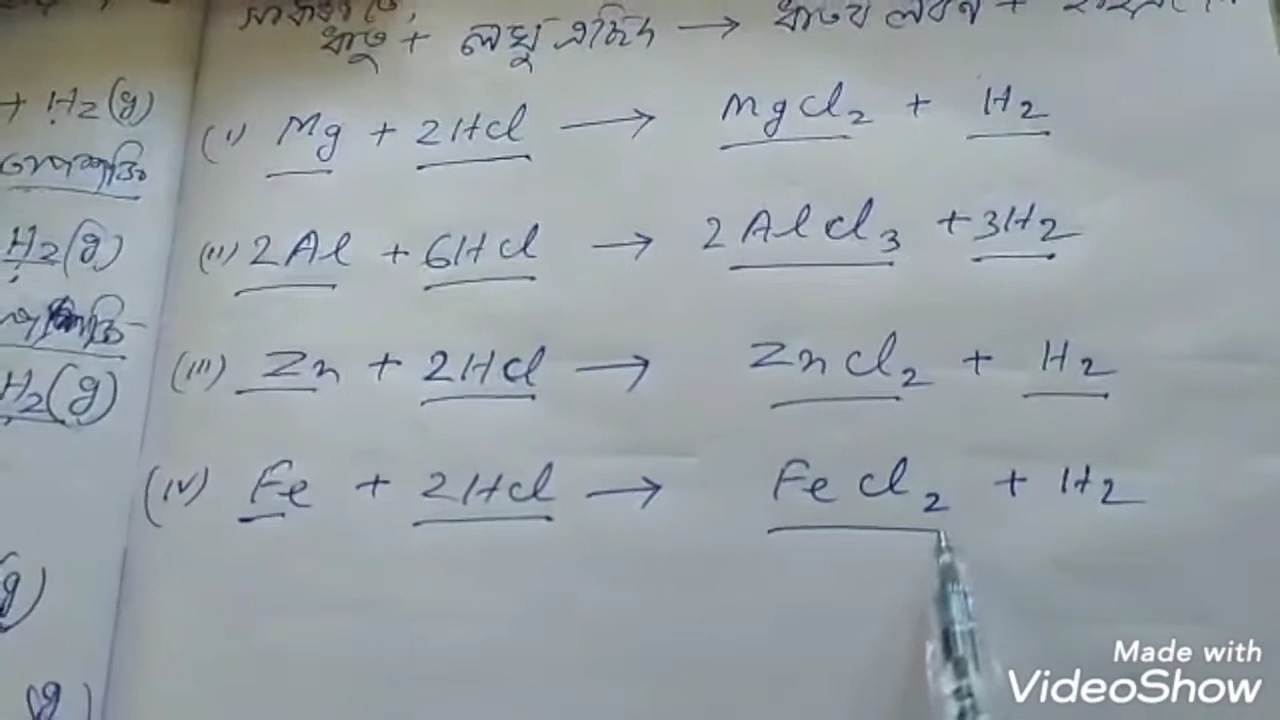 ধাতু + লঘু এসিদ → ধাতব লবণ +
+ H2(g)
(i) Mg + 2HCl → MgCl2 + H2
H2(g)
(ii) 2Al + 6HCl → 2AlCl3 + 3H2
(iii) Zn + 2HCl → ZnCl2 + H2
H2(g)
(iv) Fe + 2HCl → FeCl2 + H2
g)
(g)
Made with
VideoShow